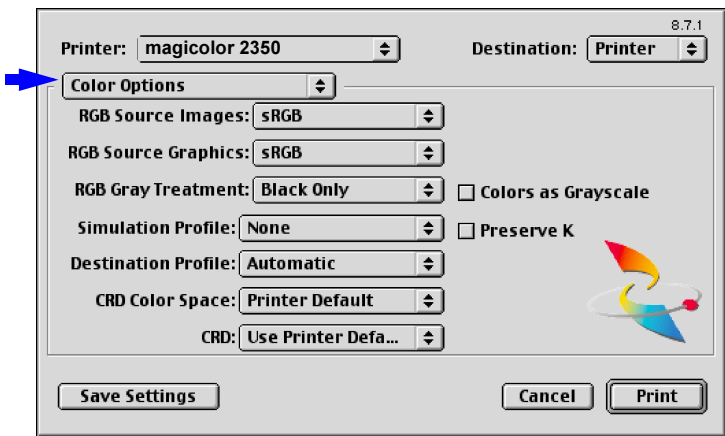 8.7.1
Printer: magicolor 2350 Destination: Printer
Color Options
RGB Source Images: sRGB
RGB Source Graphics: sRGB
RGB Gray Treatment: Black Only Colors as Grayscale
Simulation Profile: None Preserve K
Destination Profile: Automatic
CRD Color Space: Printer Default
CRD: Use Printer Defa...
Save Settings Cancel Print